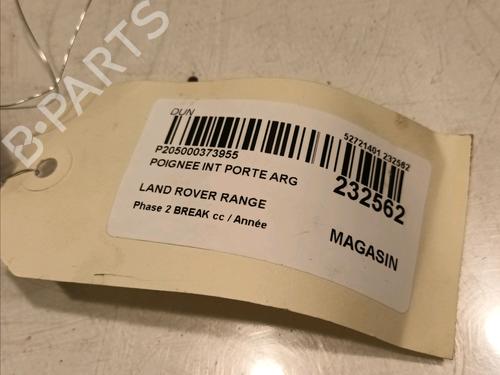 B-PARTS
DUN
52721401 232562
P205000373955
POIGNEE INT PORTE ARG
232562
LAND ROVER RANGE
Phase 2 BREAK cc / Année
MAGASIN